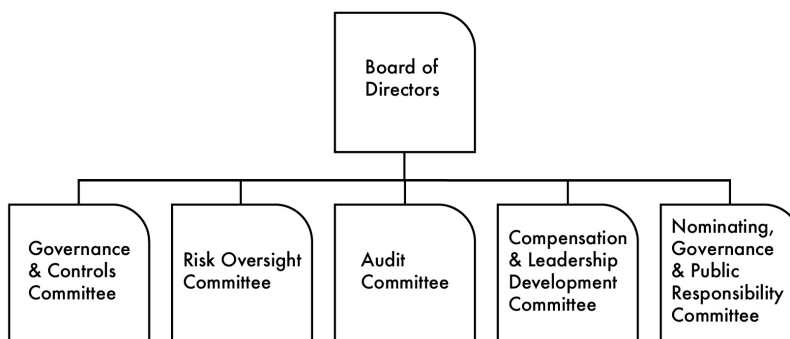 Board of
Directors
Governance
& Controls
Committee
Risk Oversight
Committee
Audit
Committee
Compensation
& Leadership
Development
Committee
Nominating,
Governance
& Public
Responsibility
Committee